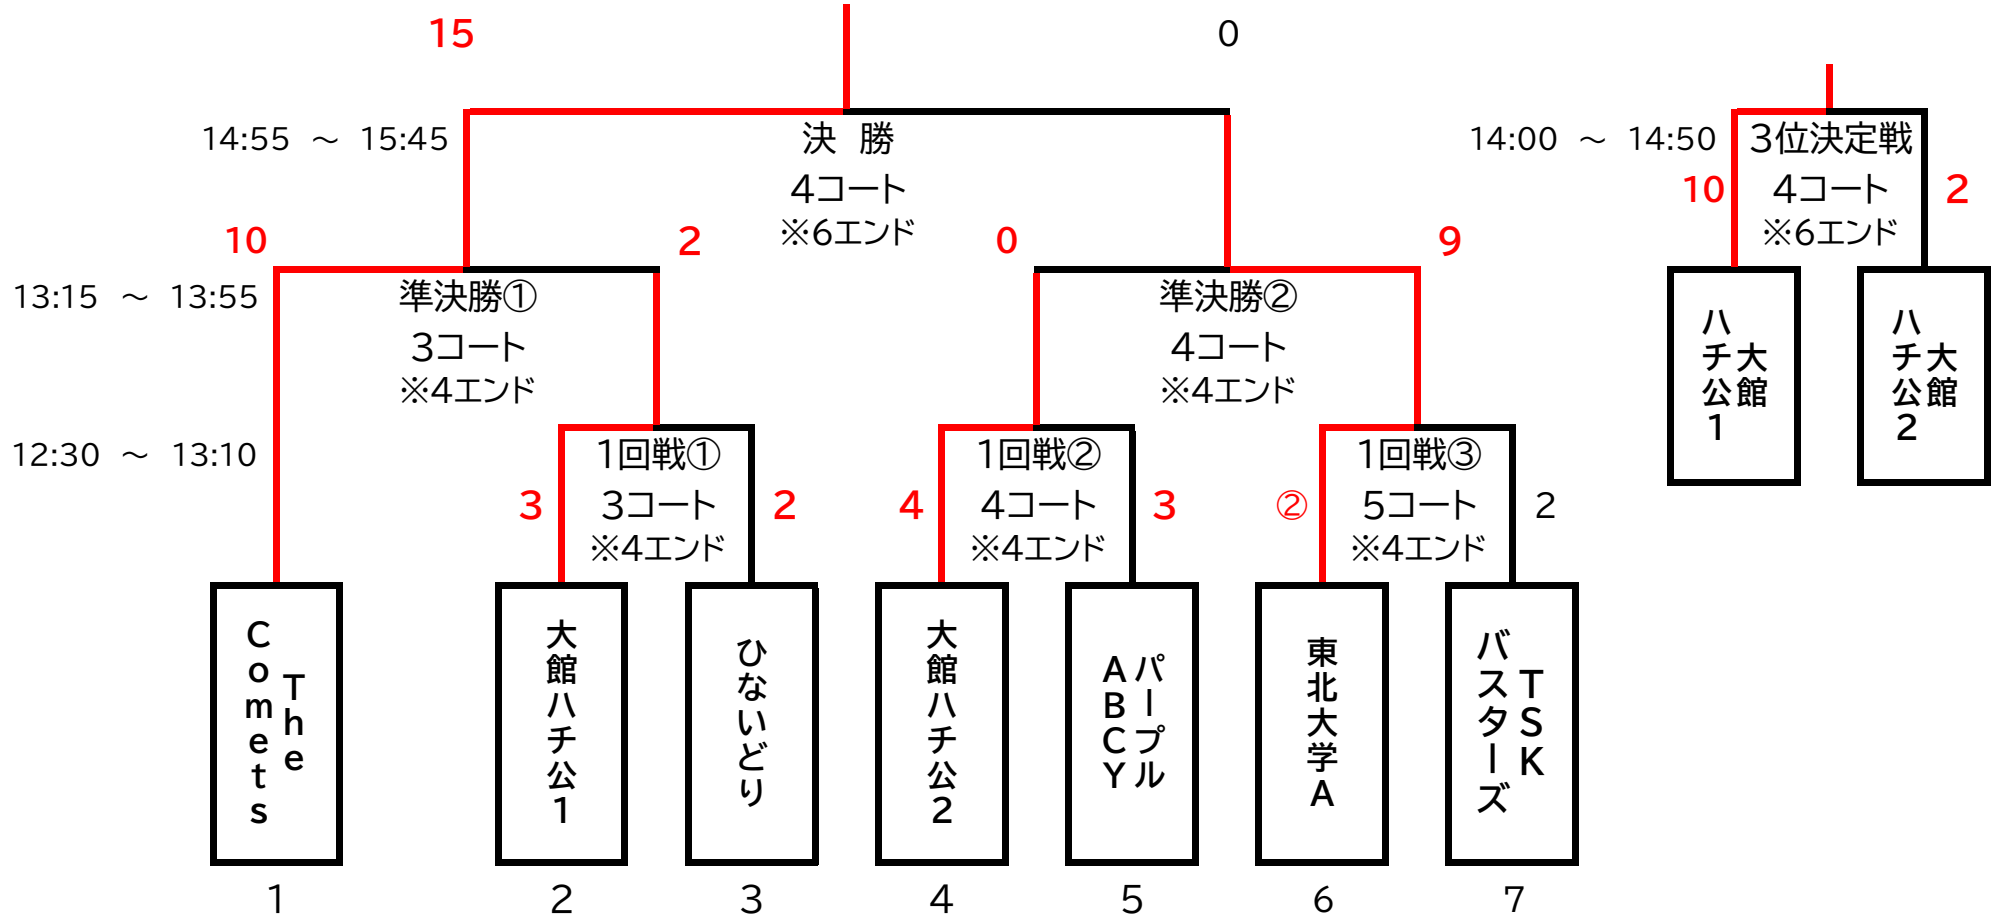 15
0
14:55 ～ 15:45
決 勝
14:00 ～ 14:50
3位決定戦
4コート
10
4コート
2
※6エンド
※6エンド
10
2
0
9
13:15 ～ 13:55
準決勝①
準決勝②
3コート
4コート
※4エンド
※4エンド
大館
ハチ公1
大館
ハチ公2
12:30 ～ 13:10
1回戦①
1回戦②
1回戦③
3
3コート
2
4
4コート
3
②
5コート
2
※4エンド
※4エンド
※4エンド
The
Comets
大館ハチ公1
ひないどり
大館ハチ公2
パープル
ABCY
東北大学A
TSK
バスターズ
1
2
3
4
5
6
7